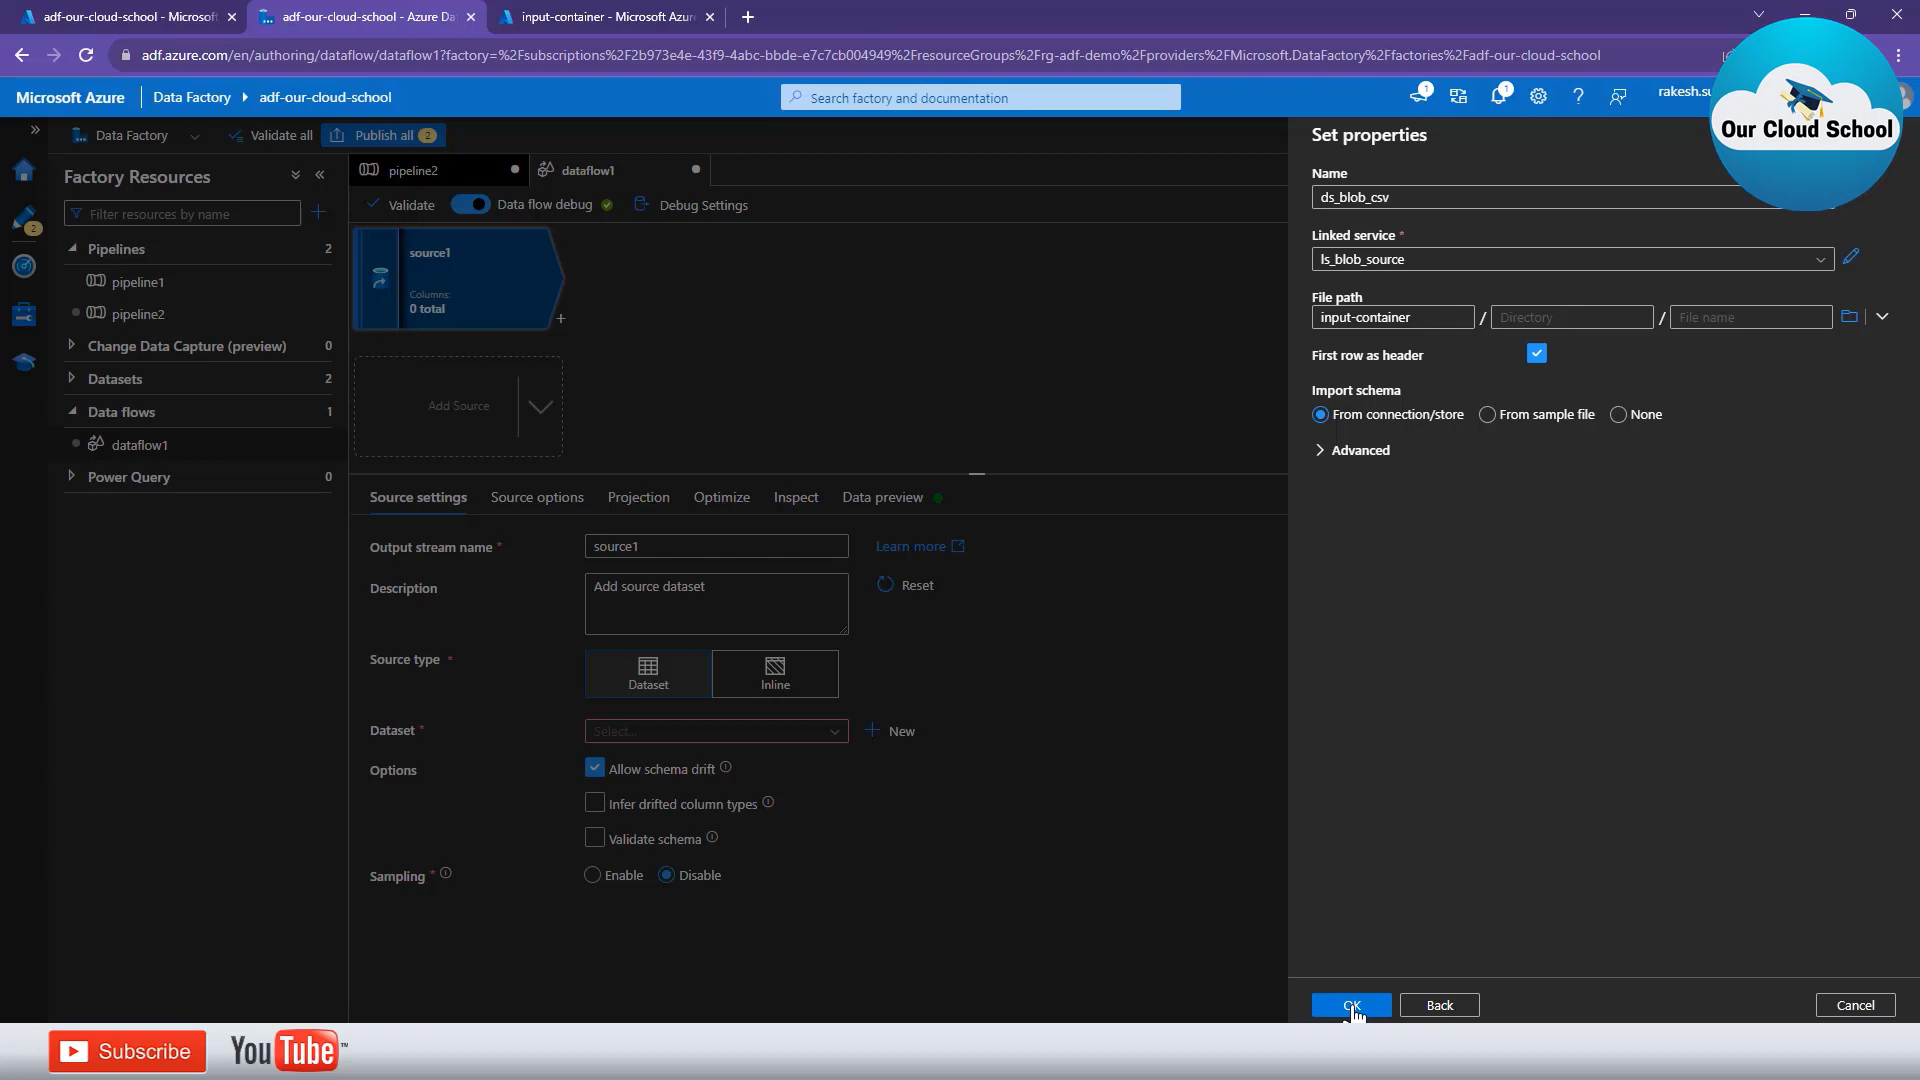 adf-our-cloud-school - Microsoft
adf-our-cloud-school - Azure Da
input-container - Microsoft Azur
adf.azure.com/en/authoring/dataflow/dataflow1?factory=%2Fsubscriptions%2F2b973e4e-43f9-4abc-bbde-e7c7cb004949%2FresourceGroups%2Frg-adf-demo%2Fproviders%2FMicrosoft.DataFactory%2Ffactories%2Fadf-our-cloud-school
Microsoft Azure
Data Factory
adf-our-cloud-school
Search factory and documentation
1
1
rakesh.su
Our Cloud School
Data Factory
Validate all
Publish all 2
Set properties
Factory Resources
pipeline2
dataflow1
Name
ds_blob_csv
Filter resources by name
Validate
Data flow debug
Debug Settings
2
Pipelines 2
pipeline1
pipeline2
Change Data Capture (preview) 0
Datasets 2
Data flows 1
dataflow1
Power Query 0
source1
Columns:
0 total
Add Source
Linked service *
ls_blob_source
File path
input-container / Directory / File name
First row as header
Import schema
From connection/store From sample file None
Advanced
Source settings Source options Projection Optimize Inspect Data preview
Output stream name * source1 Learn more
Description Add source dataset Reset
Source type *
Dataset Inline
Dataset * Select... New
Options Allow schema drift
Infer drifted column types
Validate schema
Sampling * Enable Disable
OK Back Cancel
Subscribe YouTube ™